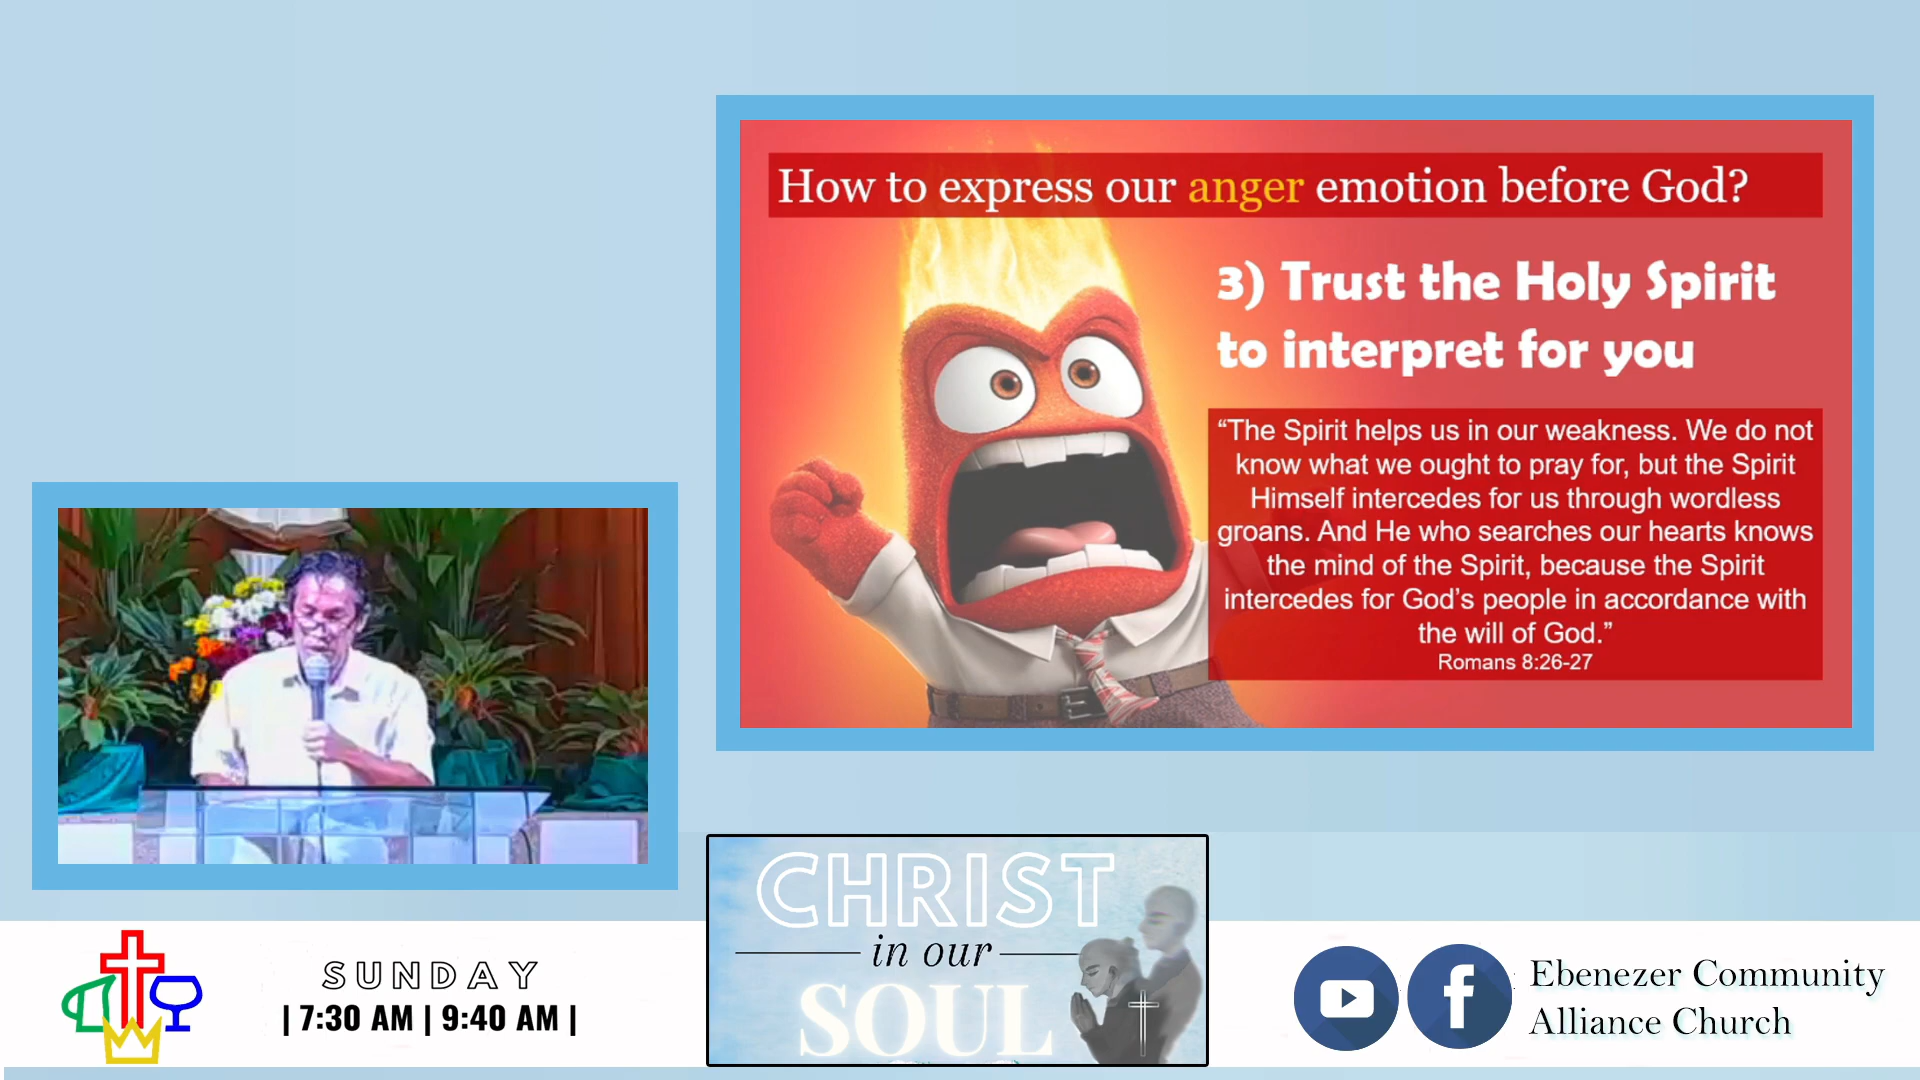 How to express our anger emotion before God?
3) Trust the Holy Spirit
to interpret for you
“The Spirit helps us in our weakness. We do not
know what we ought to pray for, but the Spirit
Himself intercedes for us through wordless
groans. And He who searches our hearts knows
the mind of the Spirit, because the Spirit
intercedes for God’s people in accordance with
the will of God.”
Romans 8:26-27
SUNDAY
| 7:30 AM | 9:40 AM |
CHRIST
in our
SOUL
Ebenezer Community
Alliance Church